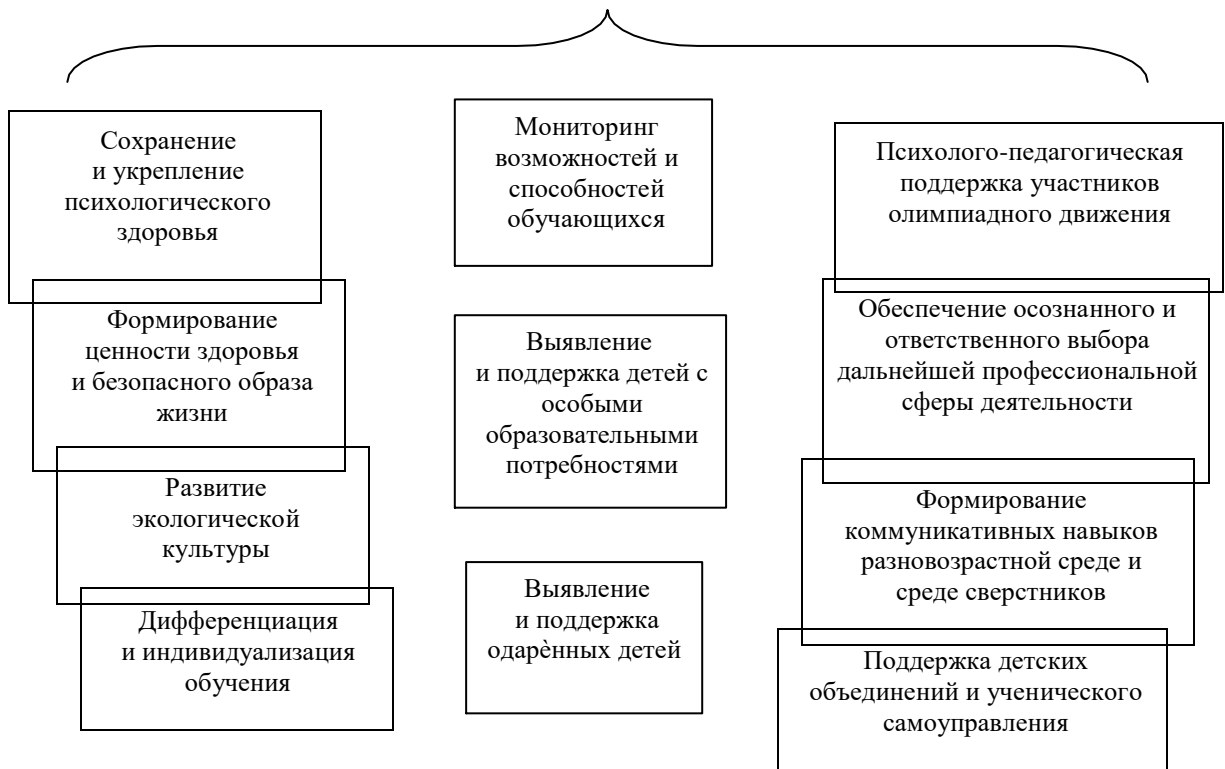 Сохранение
и укрепление
психологического
здоровья
Формирование
ценности здоровья
и безопасного образа
жизни
Развитие
экологической
культуры
Дифференциация
и индивидуализация
обучения
Мониторинг
возможностей и
способностей
обучающихся
Выявление
и поддержка детей с
особыми
образовательными
потребностями
Выявление
и поддержка
одарѐнных детей
Психолого-педагогическая
поддержка участников
олимпиадного движения
Обеспечение осознанного и
ответственного выбора
дальнейшей профессиональной
сферы деятельности
Формирование
коммуникативных навыков
разновозрастной среде и
среде сверстников
Поддержка детских
объединений и ученического
самоуправления